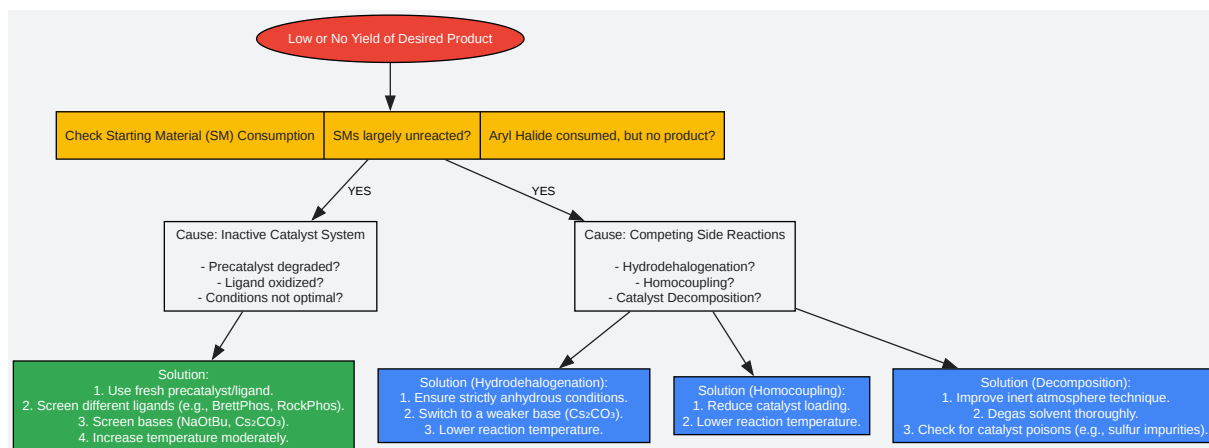 Low or No Yield of Desired Product
Check Starting Material (SM) Consumption
SMs largely unreacted?
Aryl Halide consumed, but no product?
YES
YES
Cause: Inactive Catalyst System
- Precatalyst degraded?
- Ligand oxidized?
- Conditions not optimal?
Cause: Competing Side Reactions
- Hydrodehalogenation?
- Homocoupling?
- Catalyst Decomposition?
Solution:
1. Use fresh precatalyst/ligand.
2. Screen different ligands (e.g., BrettPhos, RockPhos).
3. Screen bases (NaOtBu, Cs₂CO₃).
4. Increase temperature moderately.
Solution (Hydrodehalogenation):
1. Ensure strictly anhydrous conditions.
2. Switch to a weaker base (Cs₂CO₃).
3. Lower reaction temperature.
Solution (Homocoupling):
1. Reduce catalyst loading.
2. Lower reaction temperature.
Solution (Decomposition):
1. Improve inert atmosphere technique.
2. Degas solvent thoroughly.
3. Check for catalyst poisons (e.g., sulfur impurities).